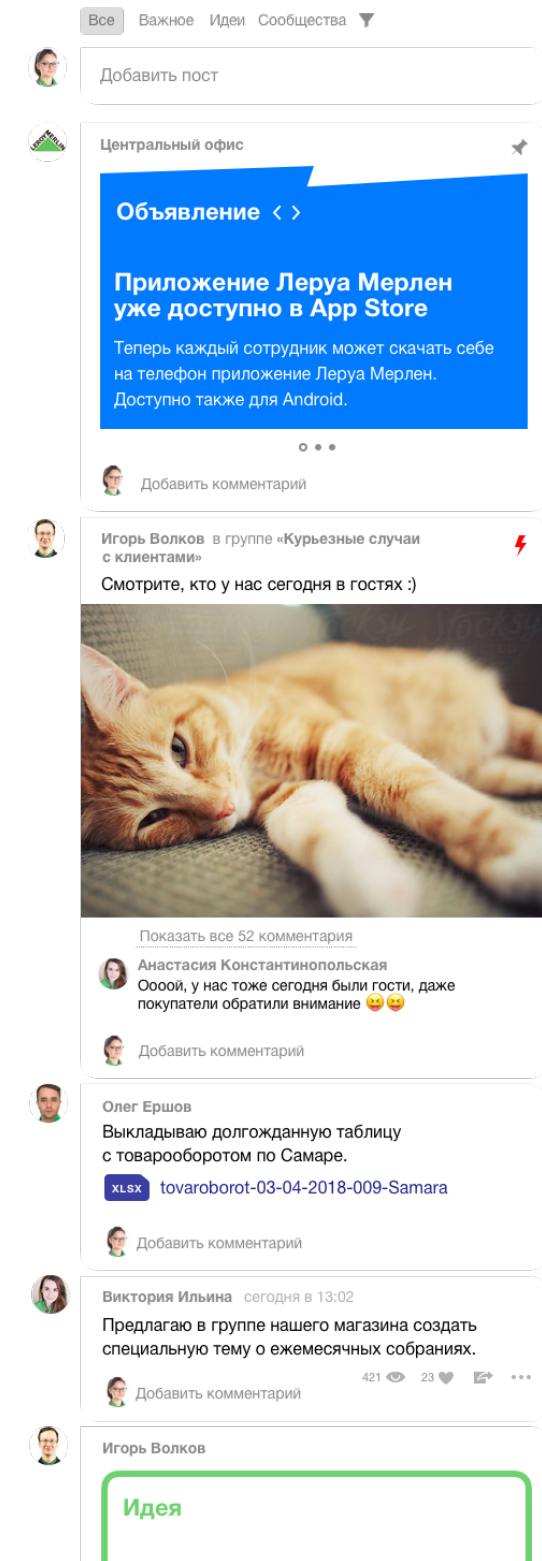 Все Важное Идеи Сообщества
Добавить пост
LEROY MERLIN
Центральный офис
Объявление < >
Приложение Леруа Мерлен
уже доступно в App Store
Теперь каждый сотрудник может скачать себе
на телефон приложение Леруа Мерлен.
Доступно также для Android.
Добавить комментарий
Игорь Волков в группе «Курьезные случаи
с клиентами»
Смотрите, кто у нас сегодня в гостях :)
Stocksy
Показать все 52 комментария
Анастасия Константинопольская
Оооой, у нас тоже сегодня были гости, даже
покупатели обратили внимание 😝😝
Добавить комментарий
Олег Ершов
Выкладываю долгожданную таблицу
с товарооборотом по Самаре.
XLSX tovaroborot-03-04-2018-009-Samara
Добавить комментарий
Виктория Ильина сегодня в 13:02
Предлагаю в группе нашего магазина создать
специальную тему о ежемесячных собраниях.
421 23
Добавить комментарий
Игорь Волков
Идея